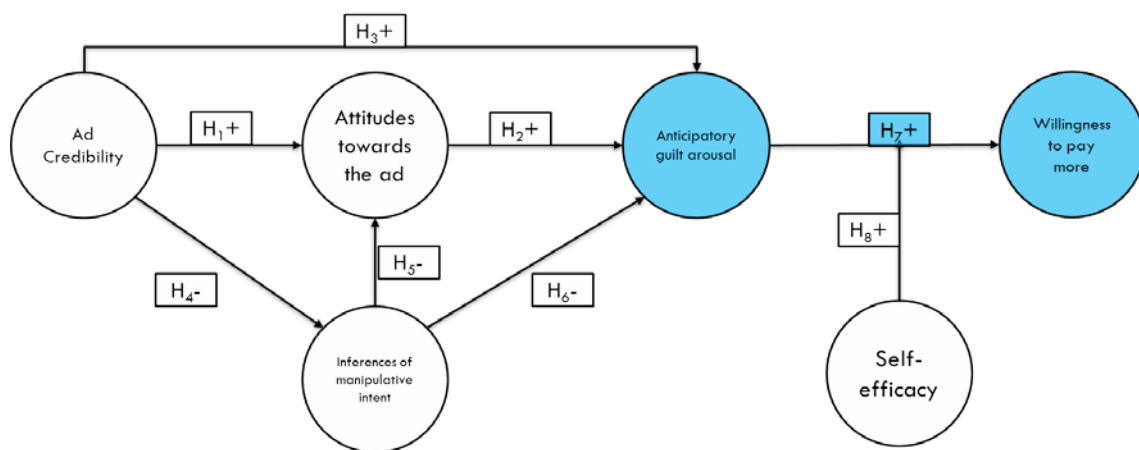 H₃+
Ad
Credibility
H₁+
Attitudes
towards
the ad
H₂+
Anticipatory
guilt arousal
H₇+
Willingness
to pay
more
H₈+
H₄-
H₅-
H₆-
Inferences of
manipulative
intent
Self-
efficacy